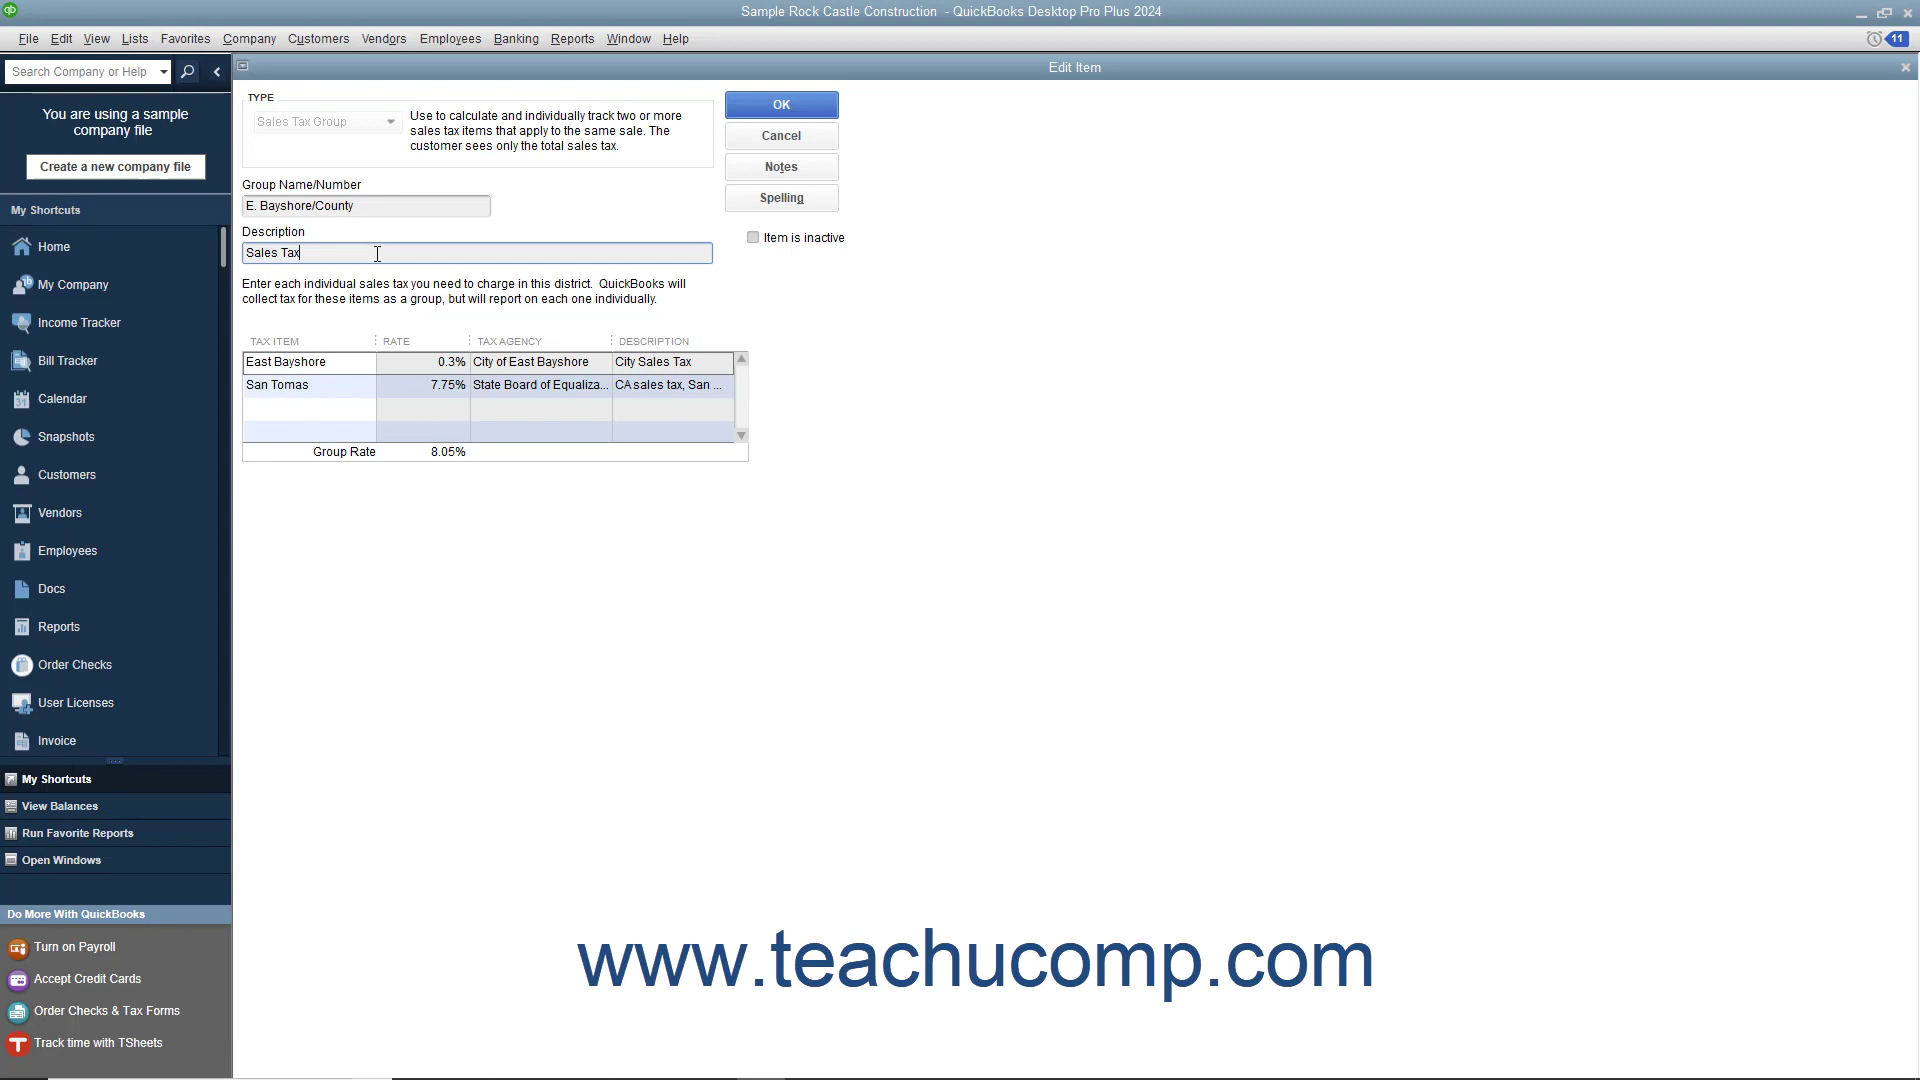 Sample Rock Castle Construction - QuickBooks Desktop Pro Plus 2024
File Edit View Lists Favorites Company Customers Vendors Employees Banking Reports Window Help
11
Search Company or Help
Edit Item
You are using a sample
company file
Create a new company file
My Shortcuts
Home
My Company
Income Tracker
Bill Tracker
Calendar
Snapshots
Customers
Vendors
Employees
Docs
Reports
Order Checks
User Licenses
Invoice
My Shortcuts
View Balances
Run Favorite Reports
Open Windows
Do More With QuickBooks
Turn on Payroll
Accept Credit Cards
Order Checks & Tax Forms
Track time with TSheets
TYPE
Sales Tax Group
Use to calculate and individually track two or more
sales tax items that apply to the same sale. The
customer sees only the total sales tax.
OK
Cancel
Notes
Spelling
Item is inactive
Group Name/Number
E. Bayshore/County
Description
Sales Tax
Enter each individual sales tax you need to charge in this district. QuickBooks will
collect tax for these items as a group, but will report on each one individually.
TAX ITEM RATE TAX AGENCY DESCRIPTION
East Bayshore 0.3% City of East Bayshore City Sales Tax
San Tomas 7.75% State Board of Equaliza... CA sales tax, San ...
Group Rate 8.05%
www.teachucomp.com